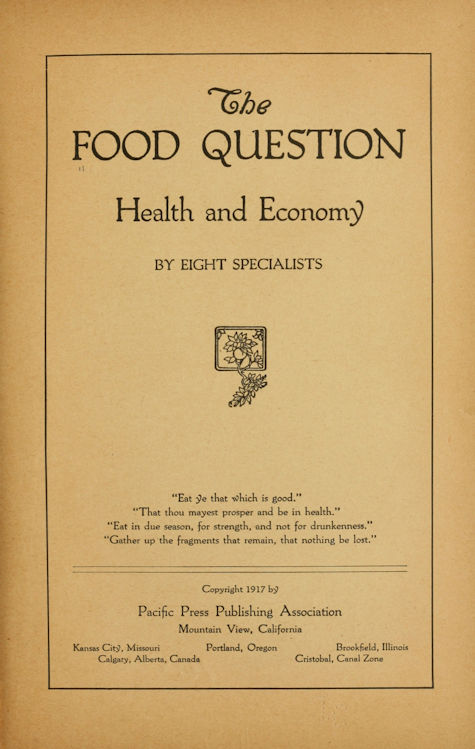 The
FOOD QUESTION
Health and Economy
BY EIGHT SPECIALISTS
"Eat ye that which is good."
"That thou mayest prosper and be in health."
"Eat in due season, for strength, and not for drunkenness."
"Gather up the fragments that remain, that nothing be lost."
Copyright 1917 by
Pacific Press Publishing Association
Mountain View, California
Kansas City, Missouri Portland, Oregon Brookfield, Illinois
Calgary, Alberta, Canada Cristobal, Canal Zone